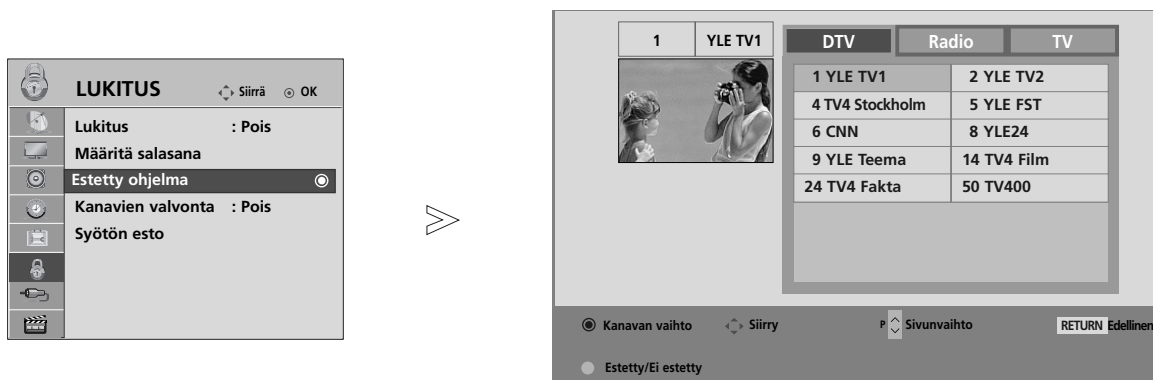 LUKITUS
Siirrä OK
Lukitus : Pois
Määritä salasana
Estetty ohjelma
Kanavien valvonta : Pois
Syötön esto
1 YLE TV1
DTV Radio TV
1 YLE TV1 2 YLE TV2
4 TV4 Stockholm 5 YLE FST
6 CNN 8 YLE24
9 YLE Teema 14 TV4 Film
24 TV4 Fakta 50 TV400
Kanavan vaihto Siirry P Sivunvaihto RETURN Edellinen
Estetty/Ei estetty